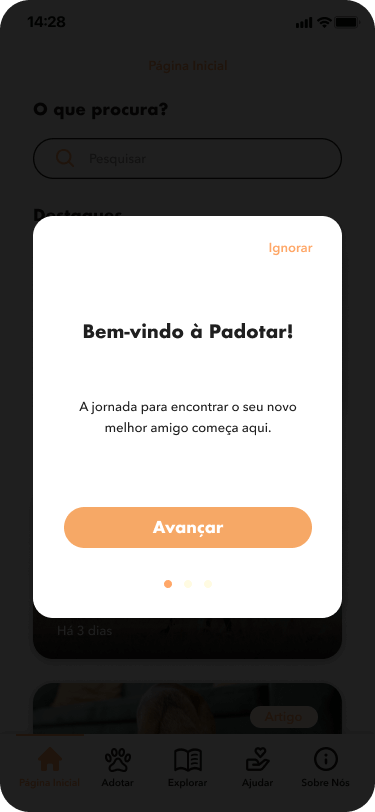 14:28
Página Inicial
O que procura?
Pesquisar
Destaques
Ignorar
Bem-vindo à Padotar!
A jornada para encontrar o seu novo
melhor amigo começa aqui.
Avançar
Há 3 dias
Artigo
Página Inicial
Adotar
Explorar
Ajudar
Sobre Nós